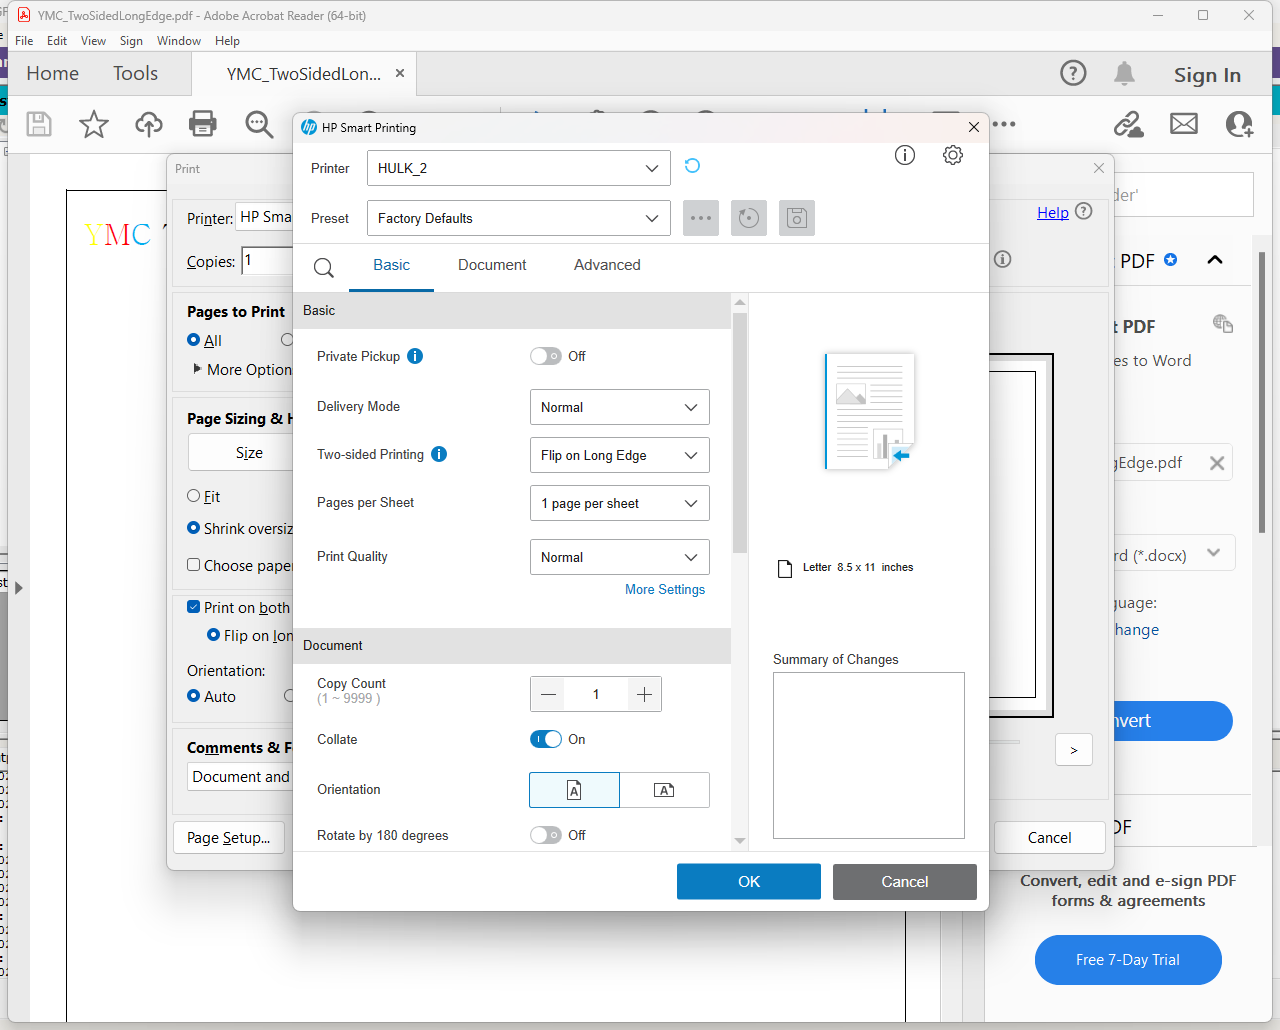 YMC_TwoSidedLongEdge.pdf - Adobe Acrobat Reader (64-bit)
File Edit View Sign Window Help
Home Tools YMC_TwoSidedLon... Sign In
HP Smart Printing
Printer HULK_2
Preset Factory Defaults
Basic Document Advanced
Basic
Private Pickup Off
Delivery Mode Normal
Two-sided Printing Flip on Long Edge
Pages per Sheet 1 page per sheet
Print Quality Normal
More Settings
Document
Copy Count 1
(1 ~ 9999 )
Collate On
Orientation
Rotate by 180 degrees Off
Letter 8.5 x 11 inches
Summary of Changes
OK Cancel
Print
Printer: HP Sma
Help
Copies: 1
Pages to Print
All
More Option
Page Sizing & H
Size
Fit
Shrink oversiz
Choose pape
Print on both
Flip on lon
Orientation:
Auto
Comments & F
Document and
Page Setup...
>
Cancel
YMC
der'
PDF
t PDF
es to Word
gEdge.pdf
rd (*.docx)
guage:
hange
nvert
DF
Convert, edit and e-sign PDF
forms & agreements
Free 7-Day Trial